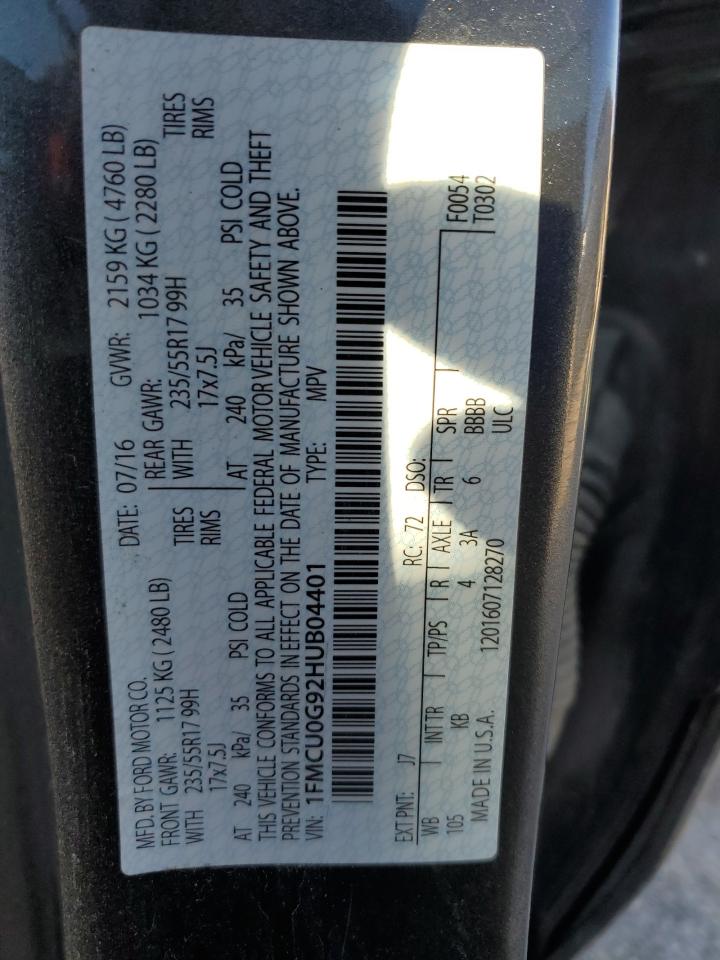 MFD. BY FORD MOTOR CO. DATE: 07/16 GVWR: 2159 KG ( 4760 LB)
FRONT GAWR: 1125 KG ( 2480 LB) REAR GAWR: 1034 KG ( 2280 LB)
WITH 235/55R17 99H TIRES WITH 235/55R17 99H TIRES
17x7.5J RIMS 17x7.5J RIMS
AT 240 kPa/ 35 PSI COLD AT 240 kPa/ 35 PSI COLD
THIS VEHICLE CONFORMS TO ALL APPLICABLE FEDERAL MOTOR VEHICLE SAFETY AND THEFT
PREVENTION STANDARDS IN EFFECT ON THE DATE OF MANUFACTURE SHOWN ABOVE.
VIN: 1FMCU0G92HUB04401 TYPE: MPV
EXT PNT: J7 RC: 72 DSO:
WB INT TR TP/PS R AXLE TR SPR F0054
105 KB 4 3A 6 BBBB T0302
MADE IN U.S.A. 1201607128270 ULC